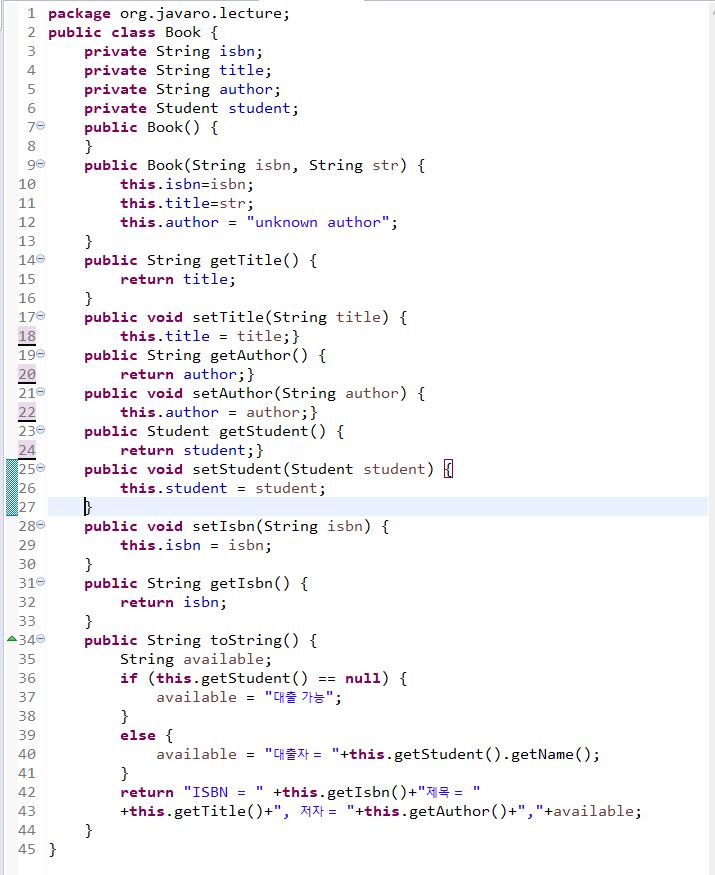 1 package org.javaro.lecture;
2 public class Book {
3     private String isbn;
4     private String title;
5     private String author;
6     private Student student;
7     public Book() {
8     }
9     public Book(String isbn, String str) {
10         this.isbn=isbn;
11         this.title=str;
12         this.author = "unknown author";
13     }
14     public String getTitle() {
15         return title;
16     }
17     public void setTitle(String title) {
18         this.title = title;}
19     public String getAuthor() {
20         return author;}
21     public void setAuthor(String author) {
22         this.author = author;}
23     public Student getStudent() {
24         return student;}
25     public void setStudent(Student student) {
26         this.student = student;
27     }
28     public void setIsbn(String isbn) {
29         this.isbn = isbn;
30     }
31     public String getIsbn() {
32         return isbn;
33     }
34     public String toString() {
35         String available;
36         if (this.getStudent() == null) {
37             available = "대출 가능";
38         }
39         else {
40             available = "대출자 = "+this.getStudent().getName();
41         }
42         return "ISBN = " +this.getIsbn()+"제목 = "
43         +this.getTitle()+", 저자 = "+this.getAuthor()+","+available;
44     }
45 }